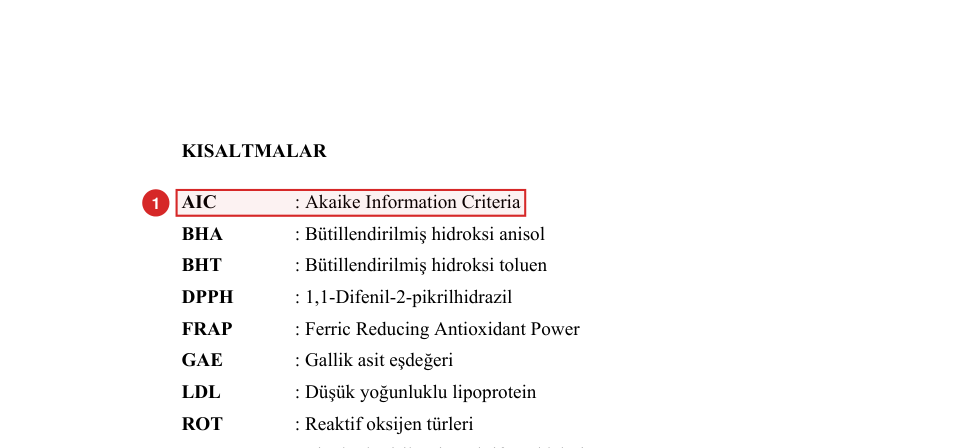 KISALTMALAR
1 AIC : Akaike Information Criteria
BHA : Bütillendirilmiş hidroksi anisol
BHT : Bütillendirilmiş hidroksi toluen
DPPH : 1,1-Difenil-2-pikrilhidrazil
FRAP : Ferric Reducing Antioxidant Power
GAE : Gallik asit eşdeğeri
LDL : Düşük yoğunluklu lipoprotein
ROT : Reaktif oksijen türleri